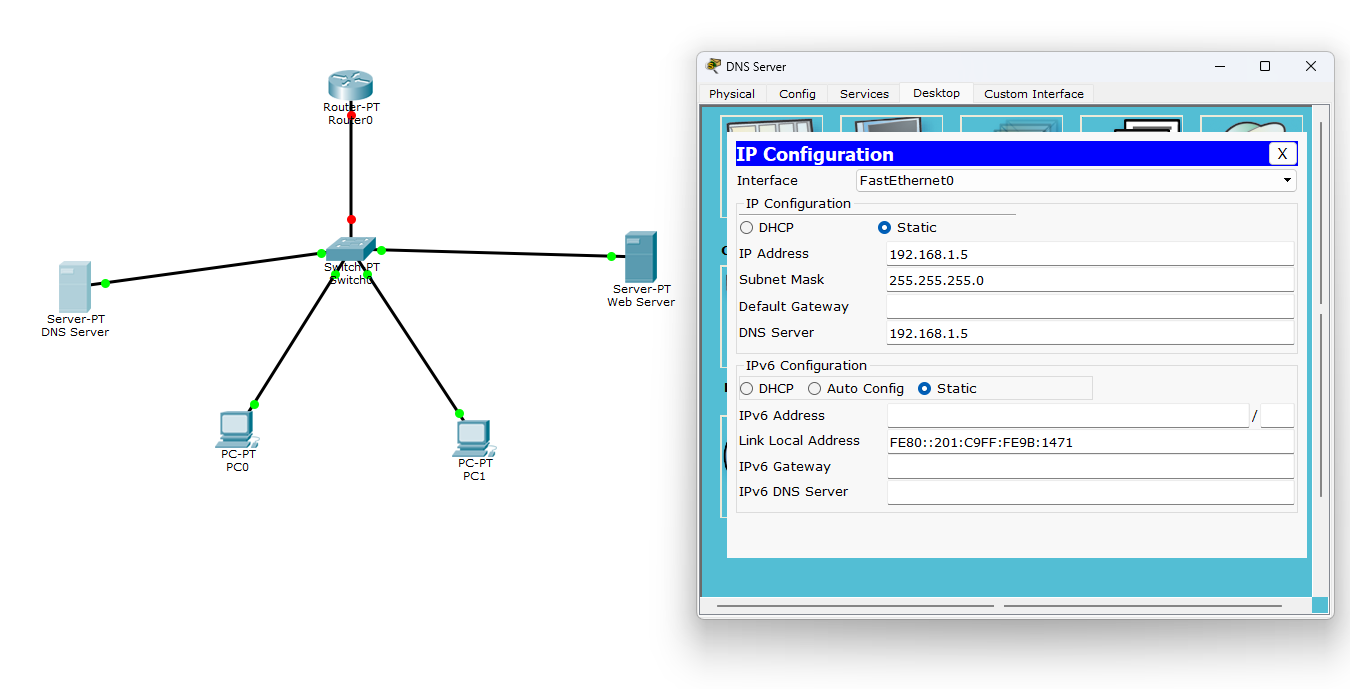 Router-PT
Router0
Switch-PT
Switch0
Server-PT
DNS Server
Server-PT
Web Server
PC-PT
PC0
PC-PT
PC1
DNS Server
Physical Config Services Desktop Custom Interface
IP Configuration X
Interface FastEthernet0
IP Configuration
DHCP Static
IP Address 192.168.1.5
Subnet Mask 255.255.255.0
Default Gateway
DNS Server 192.168.1.5
IPv6 Configuration
DHCP Auto Config Static
IPv6 Address /
Link Local Address FE80::201:C9FF:FE9B:1471
IPv6 Gateway
IPv6 DNS Server